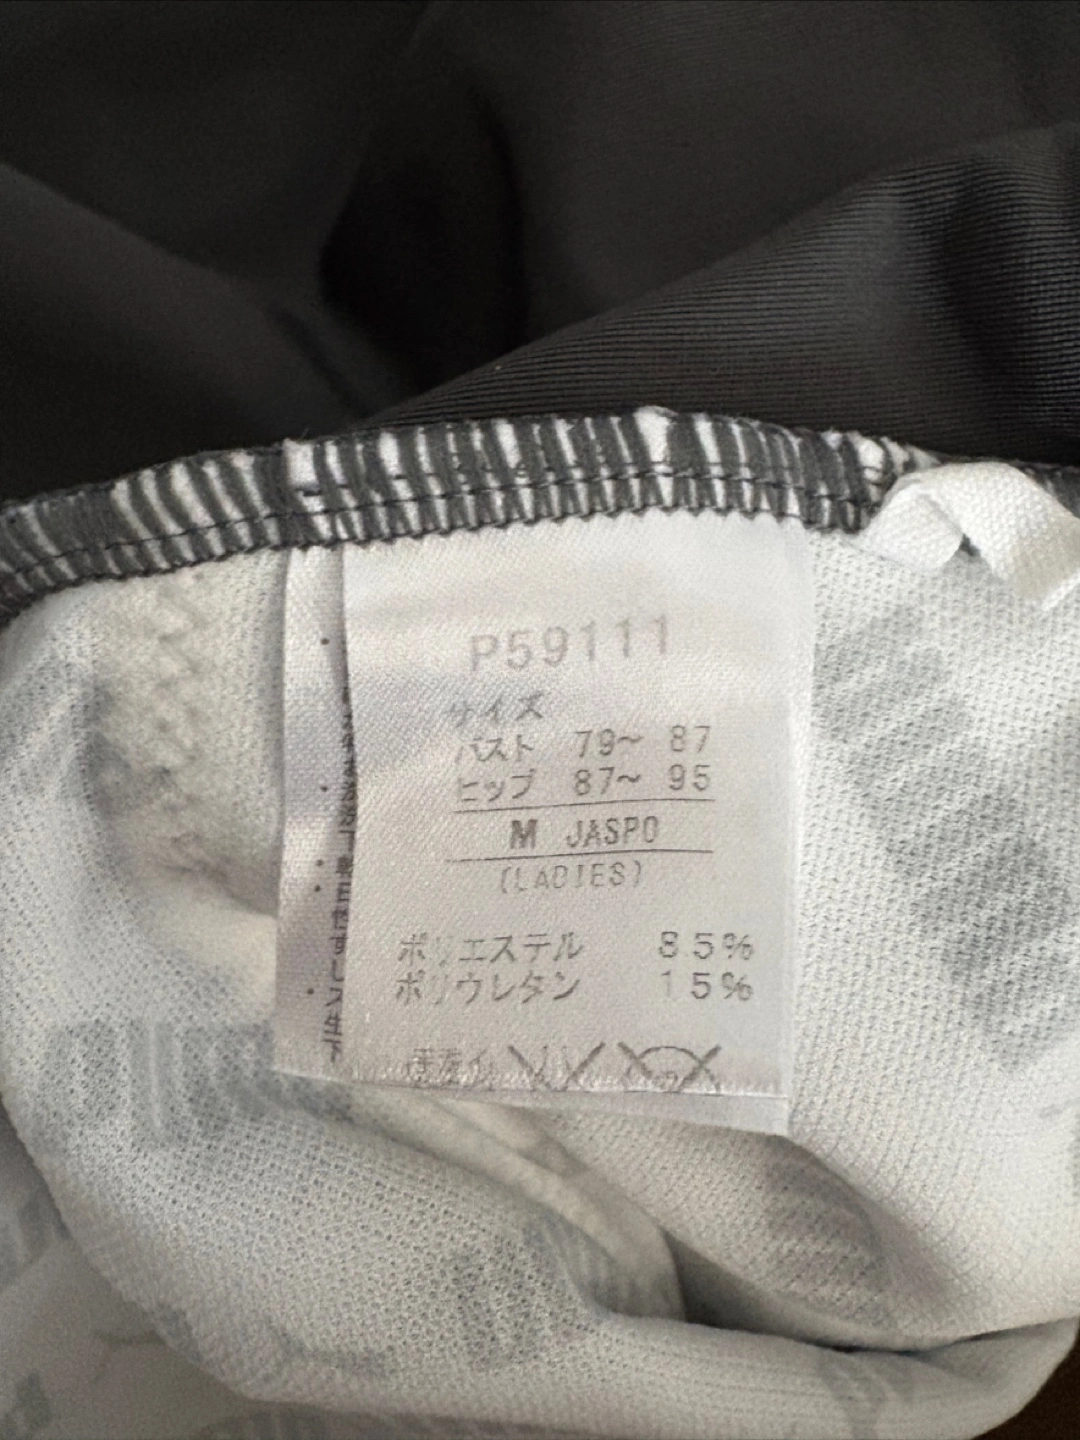 P59111
サイズ
バスト 79～ 87
ヒップ 87～ 95
M JASPO
(LADIES)
ポリエステル 85%
ポリウレタン 15%